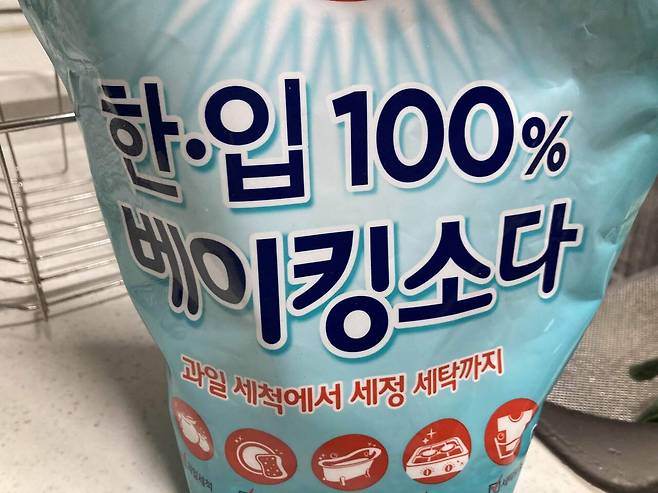 한·입 100%
베이킹소다
과일 세척에서 세정 세탁까지